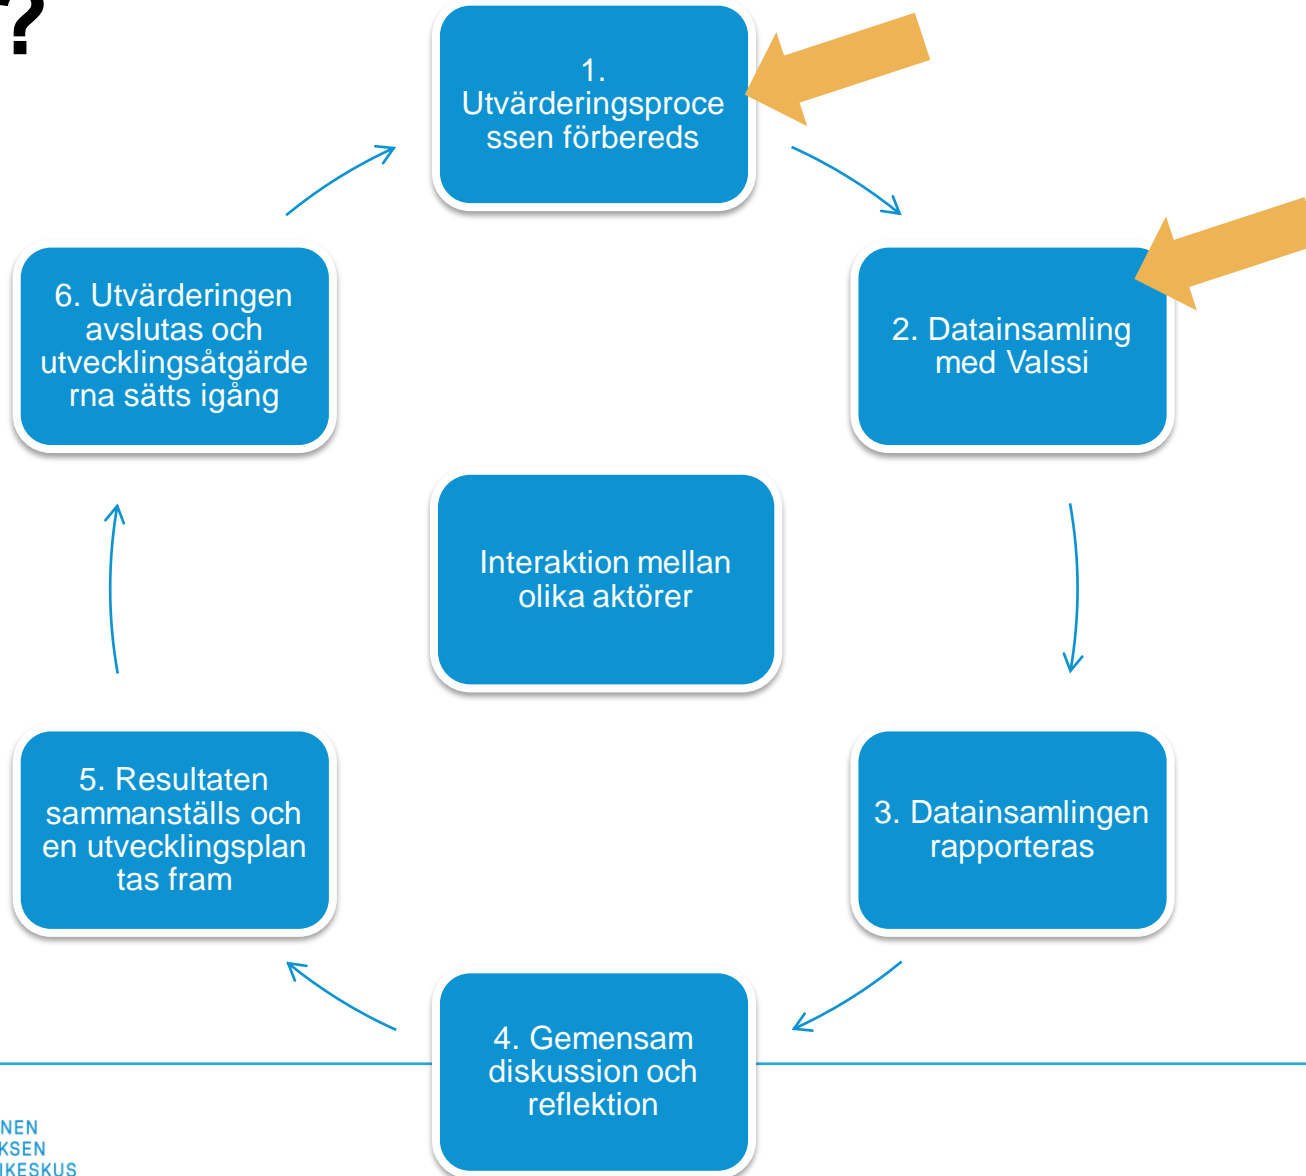 ?
1.
Utvärderingsproce
ssen förbereds
2. Datainsamling
med Valssi
3. Datainsamlingen
rapporteras
4. Gemensam
diskussion och
reflektion
5. Resultaten
sammanställs och
en utvecklingsplan
tas fram
6. Utvärderingen
avslutas och
utvecklingsåtgärde
rna sätts igång
Interaktion mellan
olika aktörer
NEN
KSEN
IKESKUS